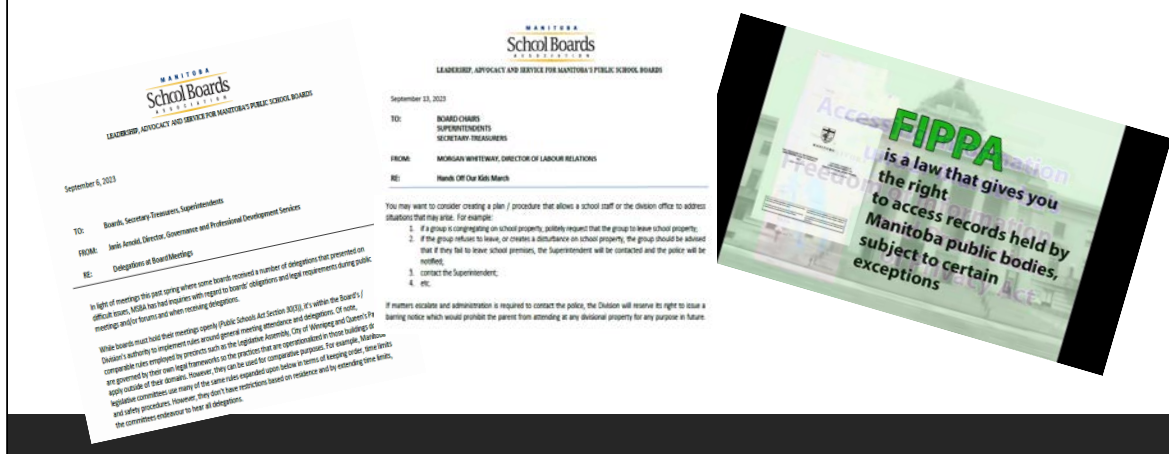 MANITOBA
School Boards
ASSOCIATION
LEADERSHIP, ADVOCACY AND SERVICE FOR MANITOBA'S PUBLIC SCHOOL BOARDS
September 6, 2023
TO: Boards, Secretary-Treasurers, Superintendents
FROM: Janis Arnold, Director, Governance and Professional Development Services
RE: Delegations at Board Meetings
In light of meetings this past spring where some boards received a number of delegations that presented on
difficult issues, MSBA has had inquiries with regard to boards' obligations and legal requirements during public
meetings and/or forums and when receiving delegations.
While boards must hold their meetings openly (Public Schools Act Section 30(3)), it's within the Board's /
Division's authority to implement rules around general meeting attendance and delegations. Of note,
comparable rules employed by precincts such as the Legislative Assembly, City of Winnipeg and Queen's
are governed by their own legal frameworks so the practices that are operationalized in those buildings
apply outside of their domains. However, they can be used for comparative purposes. For example,
legislative committees use many of the same rules expanded upon below in terms of keeping order, time limits
and safety procedures. However, they don't have restrictions based on residence and by extending time limits,
the committees endeavour to hear all delegations.
MANITOBA
School Boards
ASSOCIATION
LEADERSHIP, ADVOCACY AND SERVICE FOR MANITOBA'S PUBLIC SCHOOL BOARDS
September 13, 2023
TO: BOARD CHAIRS
SUPERINTENDENTS
SECRETARY-TREASURERS
FROM: MORGAN WHITEWAY, DIRECTOR OF LABOUR RELATIONS
RE: Hands Off Our Kids March
You may want to consider creating a plan / procedure that allows a school staff or the division office to address
situations that may arise. For example:
1. if a group is congregating on school property, politely request that the group to leave school property;
2. if the group refuses to leave, or creates a disturbance on school property, the group should be advised
that if they fail to leave school premises, the Superintendent will be contacted and the police will be
notified;
3. contact the Superintendent;
4. etc.
If matters escalate and administration is required to contact the police, the Division will reserve its right to issue a
barring notice which would prohibit the parent from attending at any divisional property for any purpose in future.
FIPPA
is a law that gives you
the right
to access records held by
Manitoba public bodies,
subject to certain
exceptions